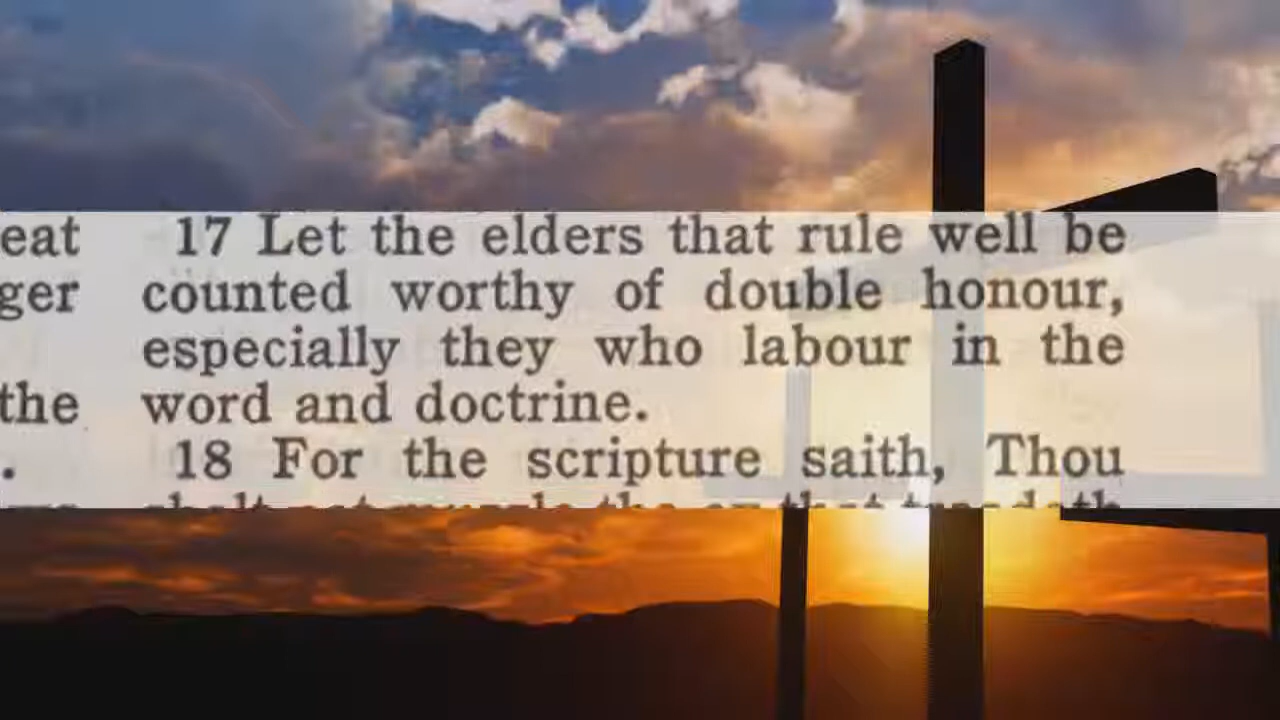 eat
ger
the
.
17 Let the elders that rule well be
counted worthy of double honour,
especially they who labour in the
word and doctrine.
18 For the scripture saith, Thou